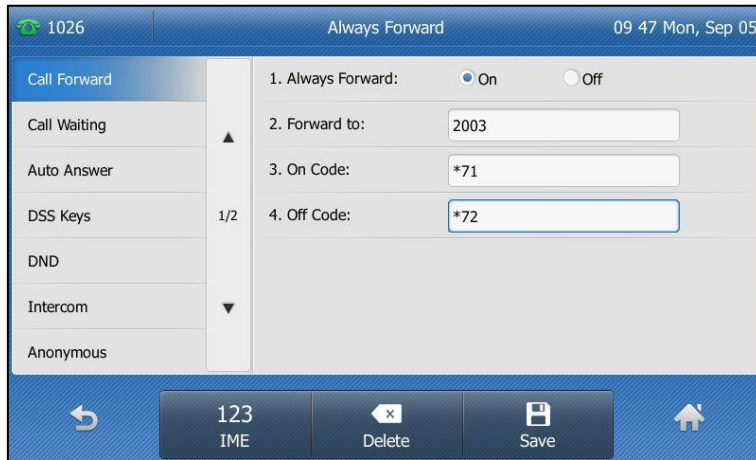 1026 Always Forward 09 47 Mon, Sep 05
Call Forward
Call Waiting
Auto Answer
DSS Keys
DND
Intercom
Anonymous
1/2
1. Always Forward: On Off
2. Forward to: 2003
3. On Code: *71
4. Off Code: *72
123
IME
Delete
Save